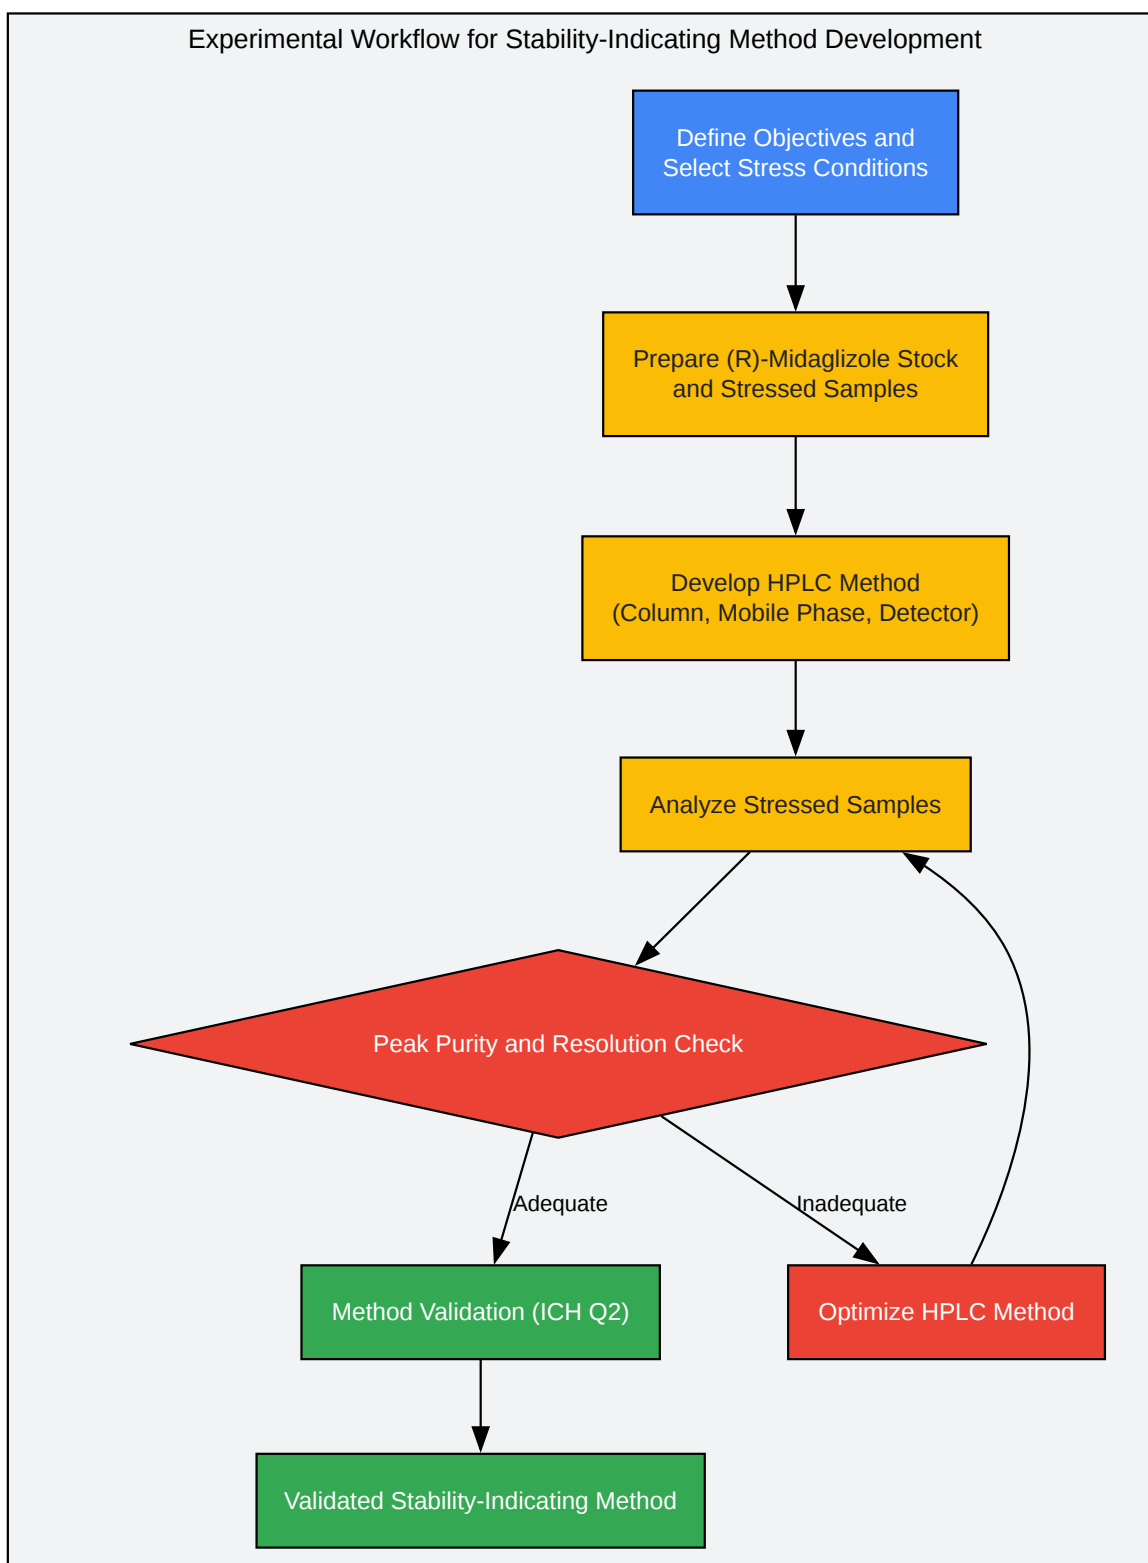 Experimental Workflow for Stability-Indicating Method Development
Define Objectives and
Select Stress Conditions
Prepare (R)-Midaglizole Stock
and Stressed Samples
Develop HPLC Method
(Column, Mobile Phase, Detector)
Analyze Stressed Samples
Peak Purity and Resolution Check
Adequate
Inadequate
Method Validation (ICH Q2)
Optimize HPLC Method
Validated Stability-Indicating Method